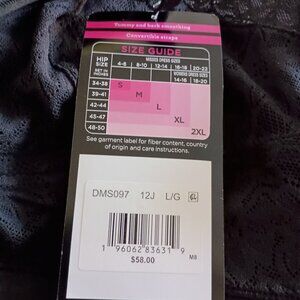 Tummy and back smoothing
Convertible straps
SIZE GUIDE
HIP SIZE
SET IN INCHES
MISSES DRESS SIZES
4-6 8-10 12-14 16-18 20-22
WOMENS DRESS SIZES
14-16 18-20
34-38 S
39-41 M
42-44 L
45-47 XL
48-50 2XL
See garment label for fiber content, country
of origin and care instructions.
DMS097 12J L/G
1 96062 83631 9
$58.00